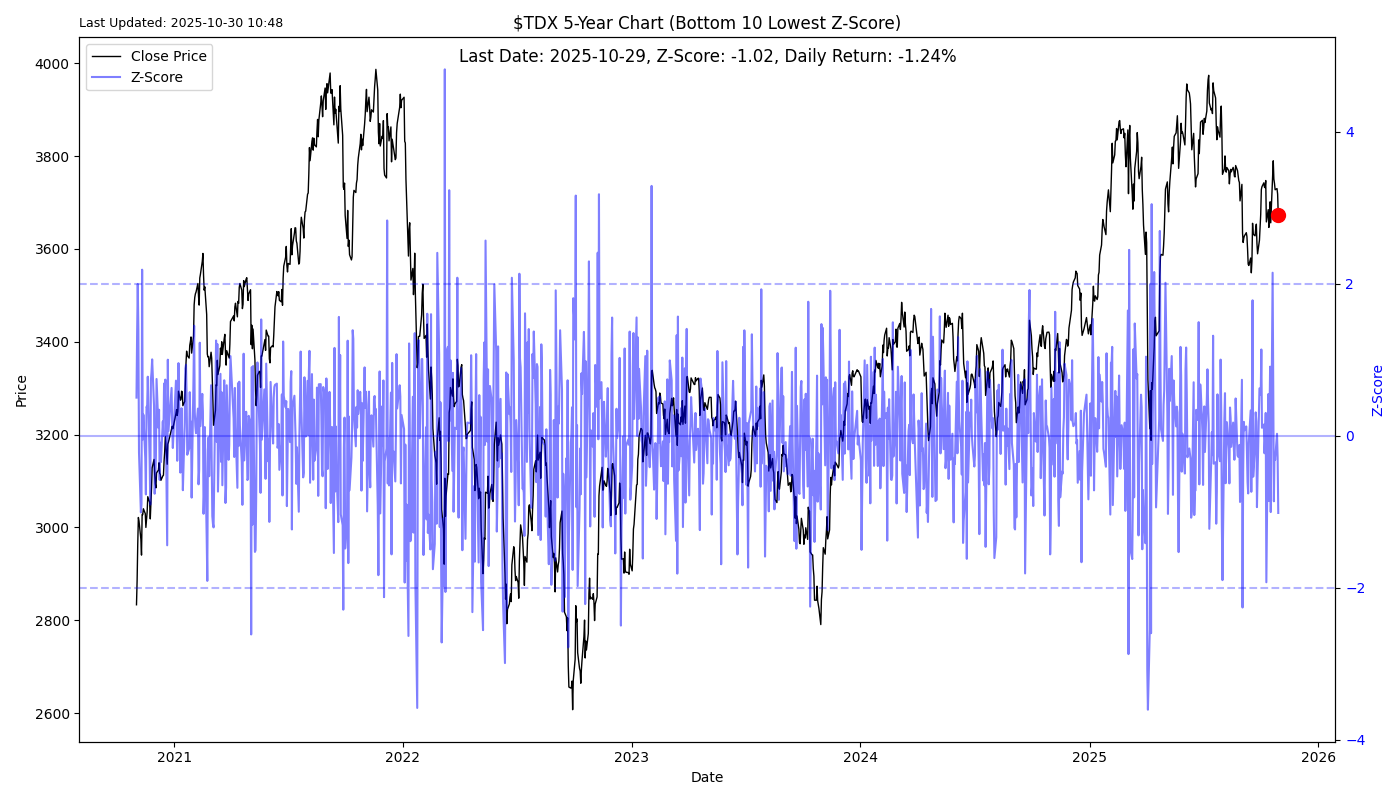 Last Updated: 2025-10-30 10:48
$TDX 5-Year Chart (Bottom 10 Lowest Z-Score)
Last Date: 2025-10-29, Z-Score: -1.02, Daily Return: -1.24%
Close Price
Z-Score
4000
3800
3600
3400
3200
3000
2800
2600
Price
4
2
0
−2
−4
Z-Score
2021
2022
2023
2024
2025
2026
Date